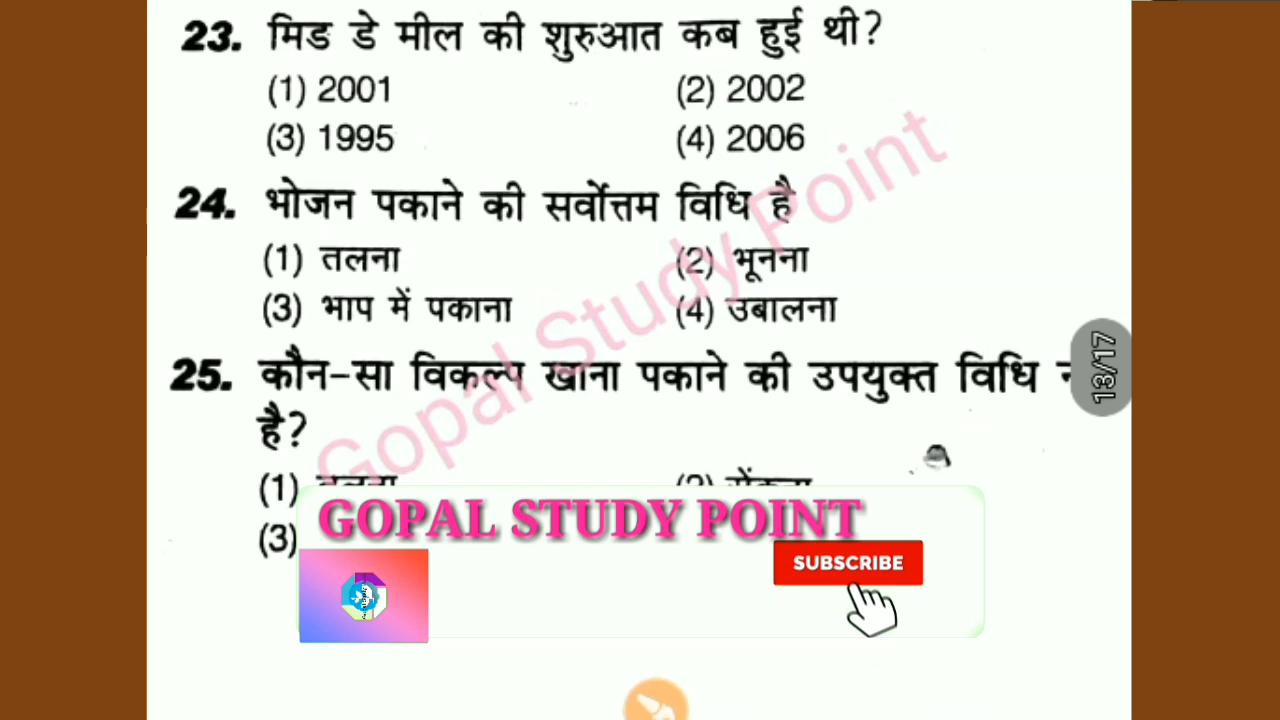 23. मिड डे मील की शुरुआत कब हुई थी?
(1) 2001 (2) 2002
(3) 1995 (4) 2006
24. भोजन पकाने की सर्वोत्तम विधि है
(1) तलना (2) भूनना
(3) भाप में पकाना (4) उबालना
25. कौन-सा विकल्प खाना पकाने की उपयुक्त विधि
है?
(1)
(3)
Gopal Study Point
GOPAL STUDY POINT
SUBSCRIBE
13/17